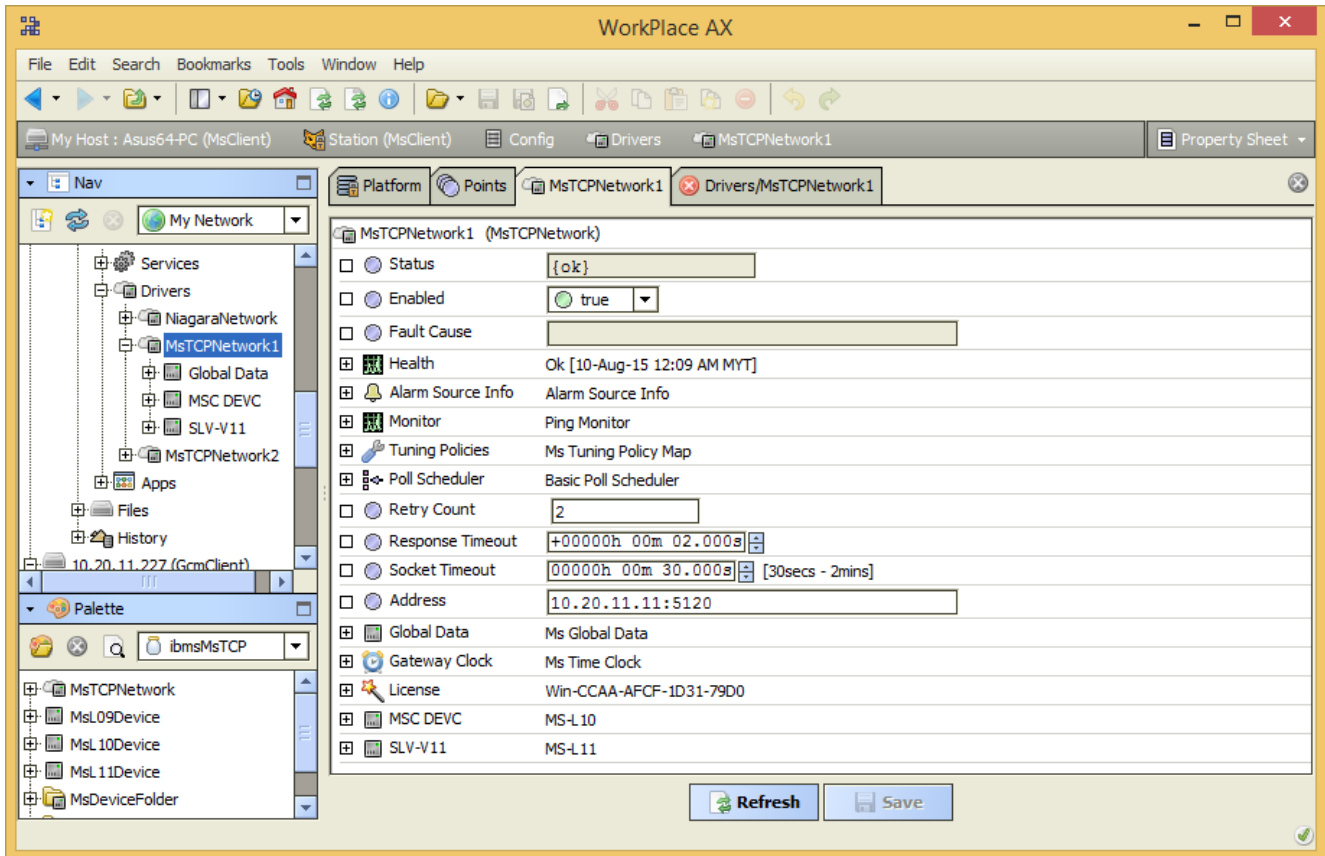 WorkPlace AX
File Edit Search Bookmarks Tools Window Help
My Host : Asus64-PC (MsClient) Station (MsClient) Config Drivers MsTCPNetwork1 Property Sheet
Nav
My Network
Services
Drivers
NiagaraNetwork
MsTCPNetwork1
Global Data
MSC DEVC
SLV-V11
MsTCPNetwork2
Apps
Files
History
10.20.11.227 (GcmClient)
Palette
ibmsMsTCP
MsTCPNetwork
MsL09Device
MsL10Device
MsL11Device
MsDeviceFolder
Platform Points MsTCPNetwork1 Drivers/MsTCPNetwork1
MsTCPNetwork1 (MsTCPNetwork)
Status {ok}
Enabled true
Fault Cause
Health Ok [10-Aug-15 12:09 AM MYT]
Alarm Source Info Alarm Source Info
Monitor Ping Monitor
Tuning Policies Ms Tuning Policy Map
Poll Scheduler Basic Poll Scheduler
Retry Count 2
Response Timeout +00000h 00m 02.000s
Socket Timeout 00000h 00m 30.000s [30secs - 2mins]
Address 10.20.11.11:5120
Global Data Ms Global Data
Gateway Clock Ms Time Clock
License Win-CCAA-AFCF-1D31-79D0
MSC DEVC MS-L10
SLV-V11 MS-L11
Refresh Save